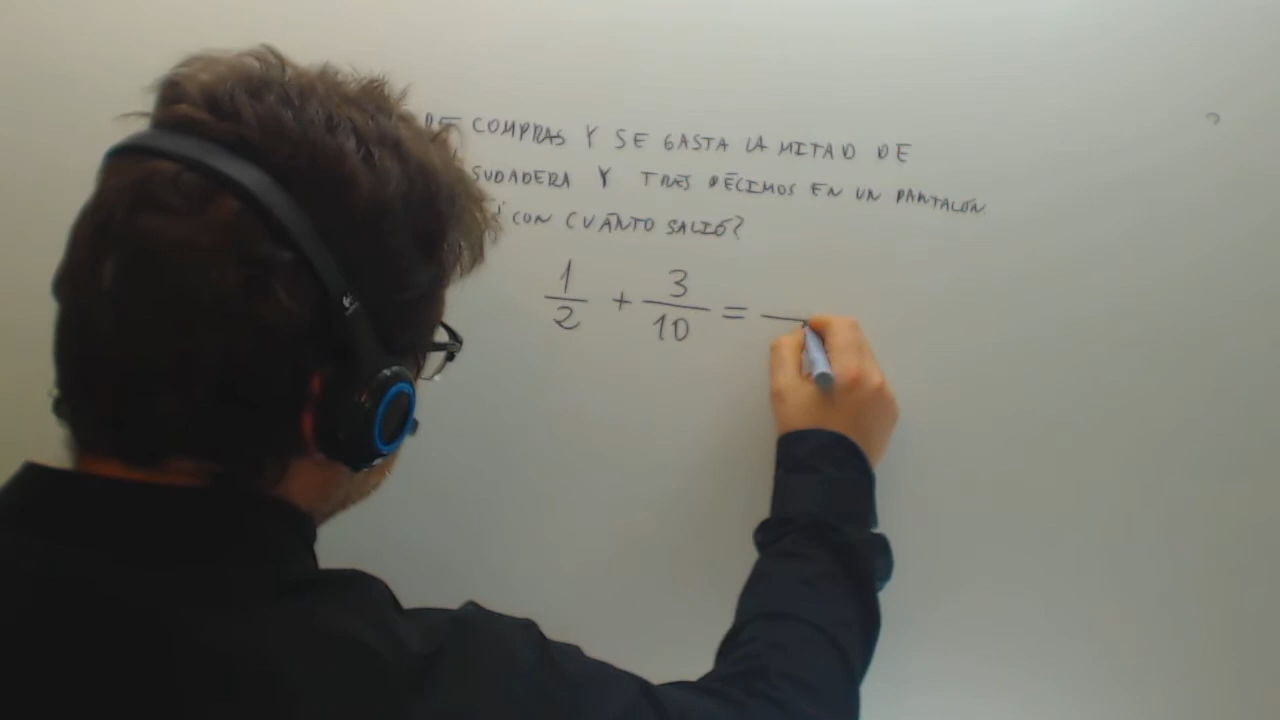 DE COMPRAS Y SE GASTA LA MITAD DE
SUDADERA Y TRES DÉCIMOS EN UN PANTALÓN
¿CON CUÁNTO SALIÓ?
1/2 + 3/10 =